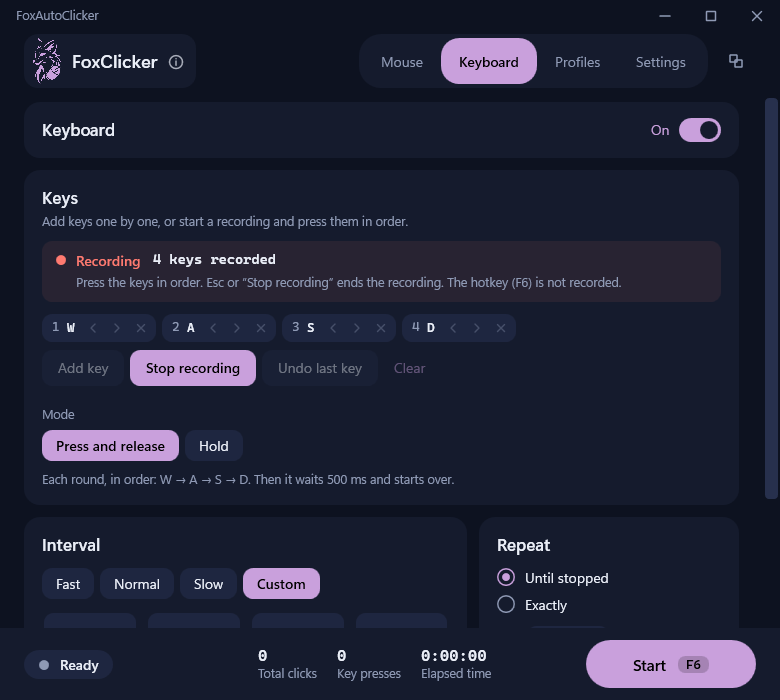 FoxAutoClicker
FoxClicker
Mouse Keyboard Profiles Settings
Keyboard
On
Keys
Add keys one by one, or start a recording and press them in order.
Recording 4 keys recorded
Press the keys in order. Esc or "Stop recording" ends the recording. The hotkey (F6) is not recorded.
1 W 2 A 3 S 4 D
Add key Stop recording Undo last key Clear
Mode
Press and release Hold
Each round, in order: W → A → S → D. Then it waits 500 ms and starts over.
Interval
Fast Normal Slow Custom
Repeat
Until stopped
Exactly
Ready
0 0 0:00:00
Total clicks Key presses Elapsed time
Start F6